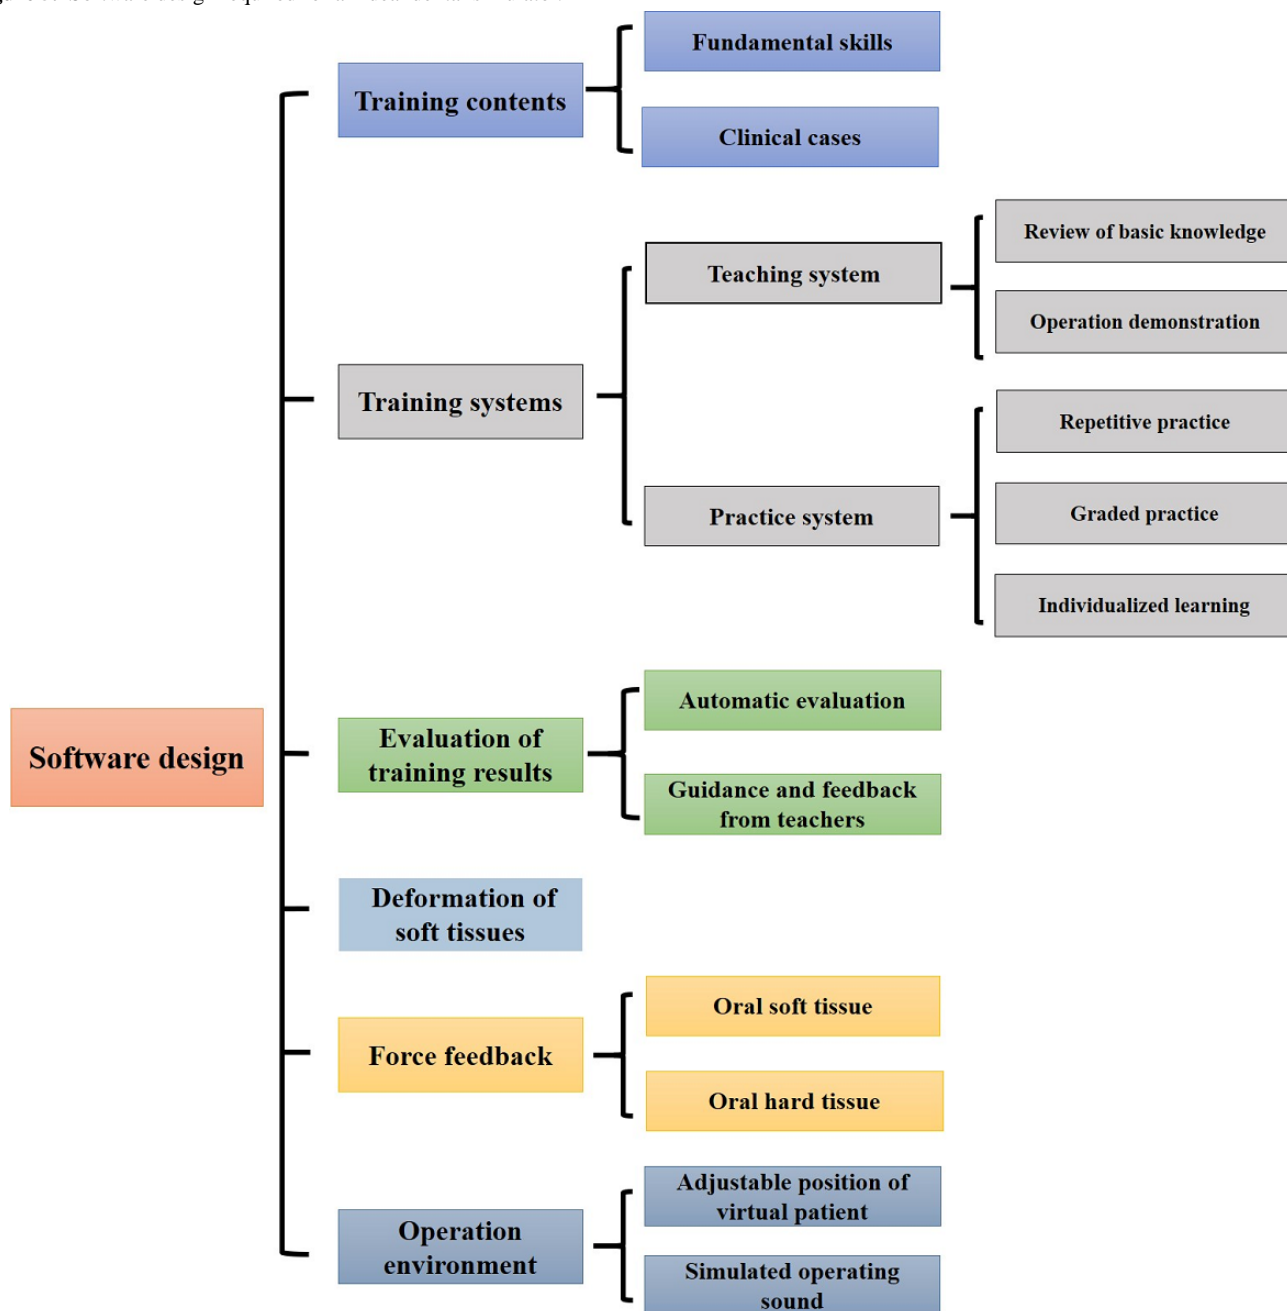 Fundamental skills
Training contents
Clinical cases
Review of basic knowledge
Teaching system
Operation demonstration
Training systems
Repetitive practice
Practice system
Graded practice
Individualized learning
Automatic evaluation
Software design
Evaluation of
training results
Guidance and feedback
from teachers
Deformation of
soft tissues
Oral soft tissue
Force feedback
Oral hard tissue
Adjustable position of
virtual patient
Operation
environment
Simulated operating
sound